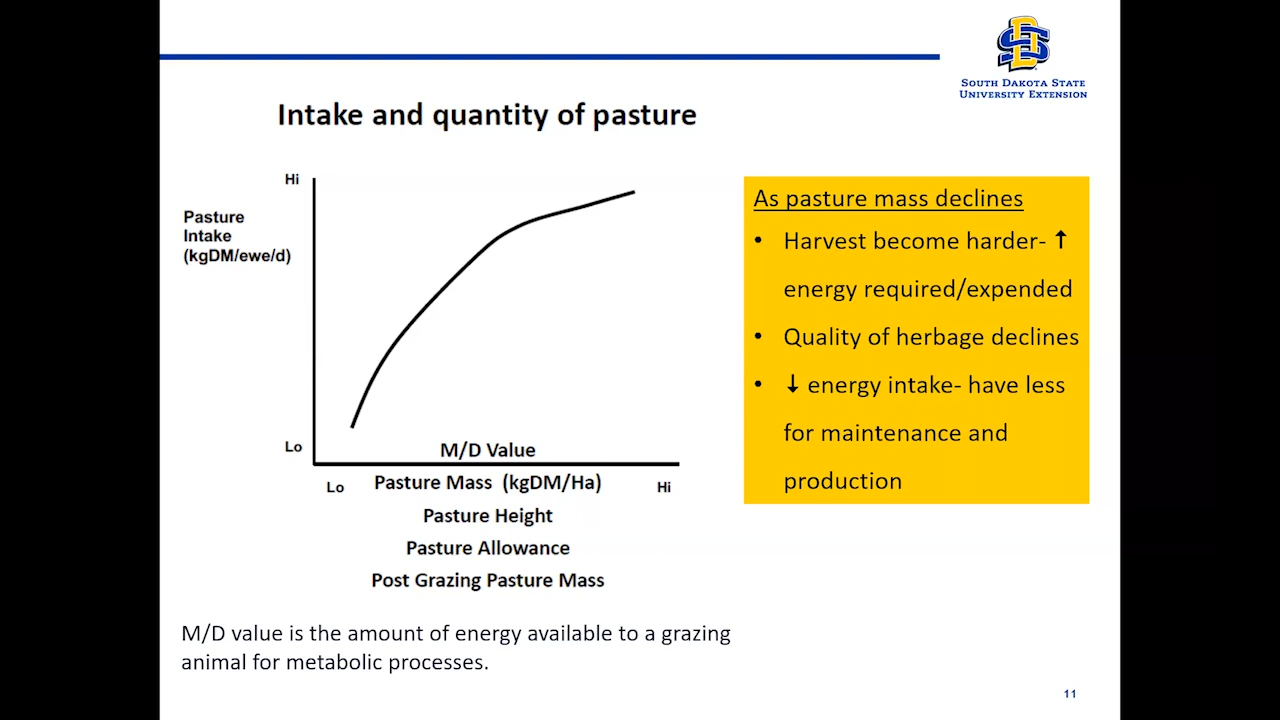 SOUTH DAKOTA STATE
UNIVERSITY EXTENSION
Intake and quantity of pasture
Hi
Pasture
Intake
(kgDM/ewe/d)
Lo
M/D Value
Lo
Pasture Mass (kgDM/Ha)
Hi
Pasture Height
Pasture Allowance
Post Grazing Pasture Mass
As pasture mass declines
• Harvest become harder- ↑
energy required/expended
• Quality of herbage declines
• ↓ energy intake- have less
for maintenance and
production
M/D value is the amount of energy available to a grazing
animal for metabolic processes.
11